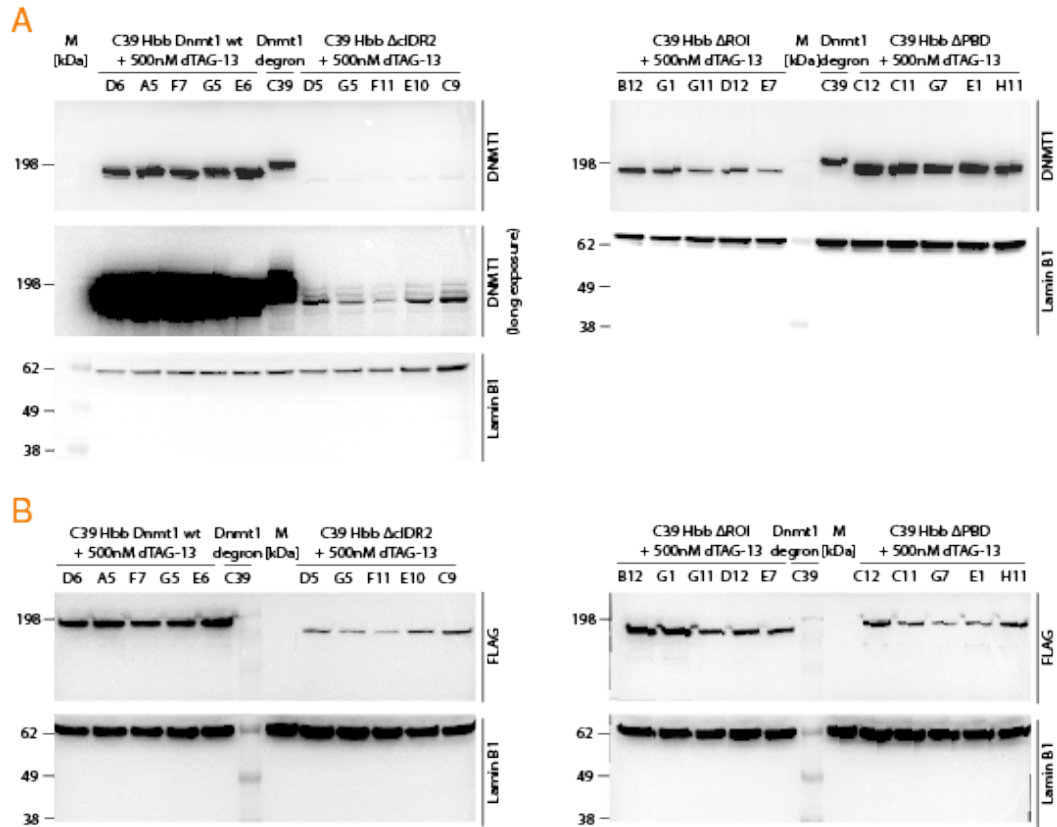 A
M
[kDa]
C39 Hbb Dnmt1 wt
+ 500nM dTAG-13
Dnmt1
degron
C39 Hbb ΔcIDR2
+ 500nM dTAG-13
D6 A5 F7 G5 E6 C39 D5 G5 F11 E10 C9
198
DNMT1
198
DNMT1
(long exposure)
62
49
38
Lamin B1
C39 Hbb ΔROI
+ 500nM dTAG-13
M
[kDa]
Dnmt1
degron
C39 Hbb ΔPBD
+ 500nM dTAG-13
B12 G1 G11 D12 E7 C39 C12 C11 G7 E1 H11
198
DNMT1
62
49
38
Lamin B1
B
C39 Hbb Dnmt1 wt
+ 500nM dTAG-13
Dnmt1
degron
M
[kDa]
C39 Hbb ΔcIDR2
+ 500nM dTAG-13
D6 A5 F7 G5 E6 C39 D5 G5 F11 E10 C9
198
FLAG
62
49
38
Lamin B1
C39 Hbb ΔROI
+ 500nM dTAG-13
Dnmt1
degron
M
[kDa]
C39 Hbb ΔPBD
+ 500nM dTAG-13
B12 G1 G11 D12 E7 C39 C12 C11 G7 E1 H11
198
FLAG
62
49
38
Lamin B1